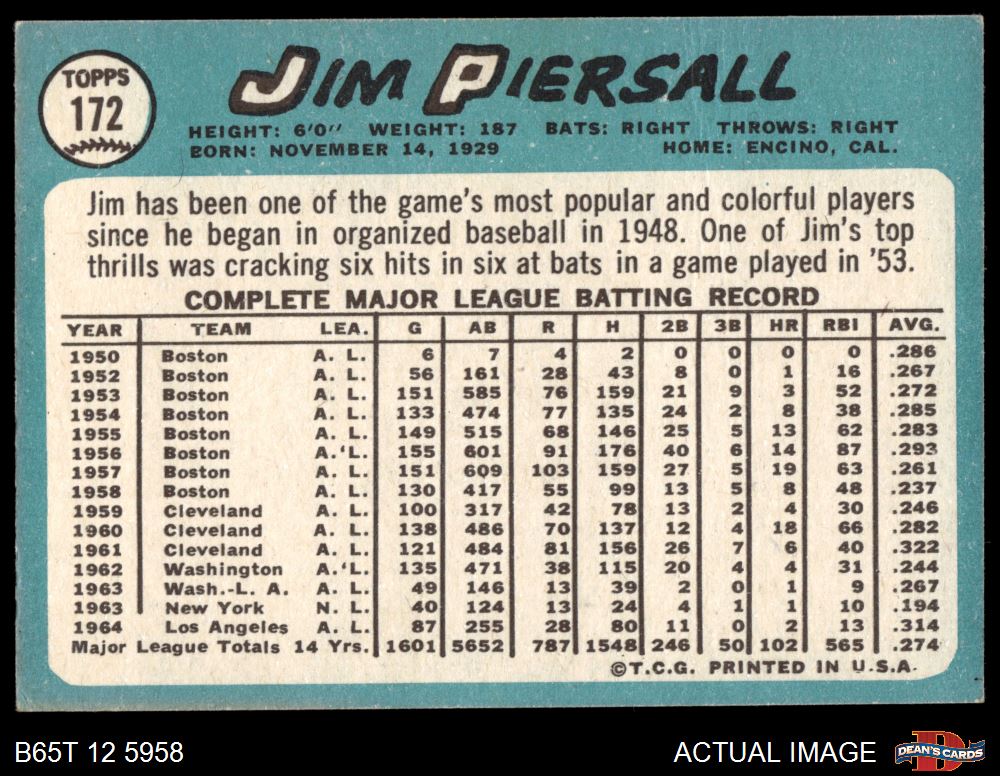 TOPPS
172
JIM PIERSALL
HEIGHT: 6'0" WEIGHT: 187 BATS: RIGHT THROWS: RIGHT
BORN: NOVEMBER 14, 1929 HOME: ENCINO, CAL.
Jim has been one of the game's most popular and colorful players
since he began in organized baseball in 1948. One of Jim's top
thrills was cracking six hits in six at bats in a game played in '53.
COMPLETE MAJOR LEAGUE BATTING RECORD
YEAR TEAM LEA. G AB R H 2B 3B HR RBI AVG.
1950 Boston A. L. 6 7 4 2 0 0 0 0 .286
1952 Boston A. L. 56 161 28 43 8 0 1 16 .267
1953 Boston A. L. 151 585 76 159 21 9 3 52 .272
1954 Boston A. L. 133 474 77 135 24 2 8 38 .285
1955 Boston A. L. 149 515 68 146 25 5 13 62 .283
1956 Boston A. L. 155 601 91 176 40 6 14 87 .293
1957 Boston A. L. 151 609 103 159 27 5 19 63 .261
1958 Boston A. L. 130 417 55 99 13 5 8 48 .237
1959 Cleveland A. L. 100 317 42 78 13 2 4 30 .246
1960 Cleveland A. L. 138 486 70 137 12 4 18 66 .282
1961 Cleveland A. L. 121 484 81 156 26 7 6 40 .322
1962 Washington A. L. 135 471 38 115 20 4 4 31 .244
1963 Wash.-L. A. A. L. 49 146 13 39 2 0 1 9 .267
1963 New York N. L. 40 124 13 24 4 1 1 10 .194
1964 Los Angeles A. L. 87 255 28 80 11 0 2 13 .314
Major League Totals 14 Yrs. 1601 5652 787 1548 246 50 102 565 .274
©T.C.G. PRINTED IN U.S.A.
B65T 12 5958 ACTUAL IMAGE DEAN'S CARDS